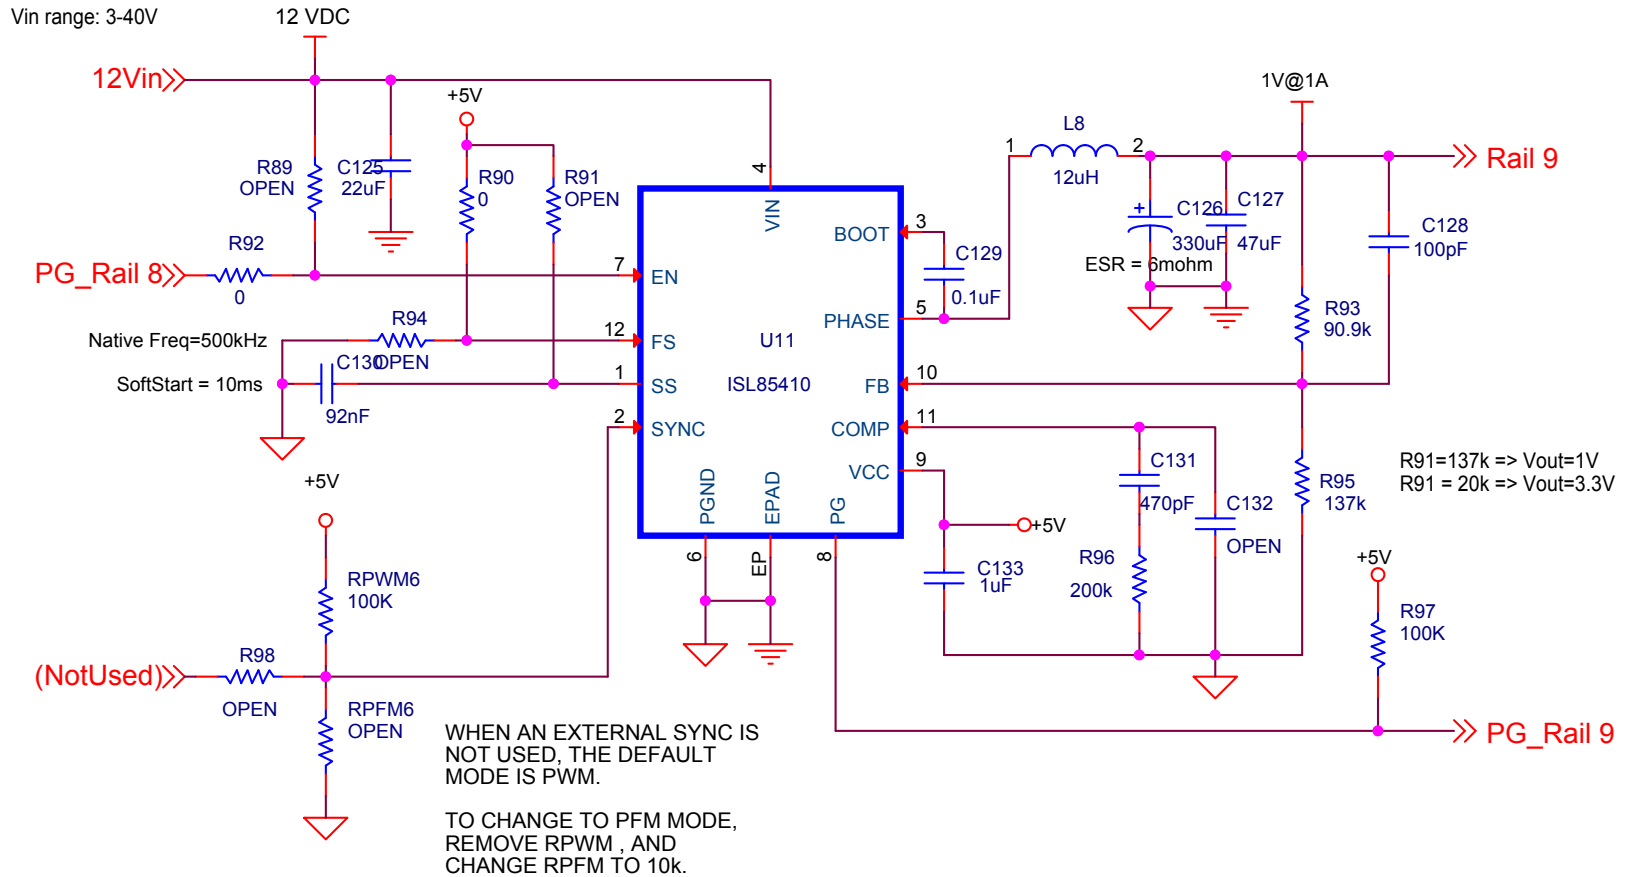 Vin range: 3-40V
12 VDC
12Vin
+5V
1V@1A
L8
1
2
12uH
Rail 9
R89
OPEN
C125
22uF
R90
0
R91
OPEN
4
VIN
BOOT
3
C129
0.1uF
C126
330uF
ESR = 6mohm
C127
47uF
C128
100pF
R92
0
PG_Rail 8
7
EN
PHASE
5
R93
90.9k
Native Freq=500kHz
R94
OPEN
12
FS
U11
ISL85410
SoftStart = 10ms
C130
92nF
1
SS
FB
10
2
SYNC
COMP
11
VCC
9
PGND
EPAD
PG
6
EP
8
C131
470pF
C132
OPEN
R95
137k
R91=137k => Vout=1V
R91 = 20k => Vout=3.3V
+5V
+5V
C133
1uF
R96
200k
+5V
R97
100K
RPWM6
100K
R98
OPEN
(NotUsed)
RPFM6
OPEN
PG_Rail 9
WHEN AN EXTERNAL SYNC IS
NOT USED, THE DEFAULT
MODE IS PWM.
TO CHANGE TO PFM MODE,
REMOVE RPWM , AND
CHANGE RPFM TO 10k.